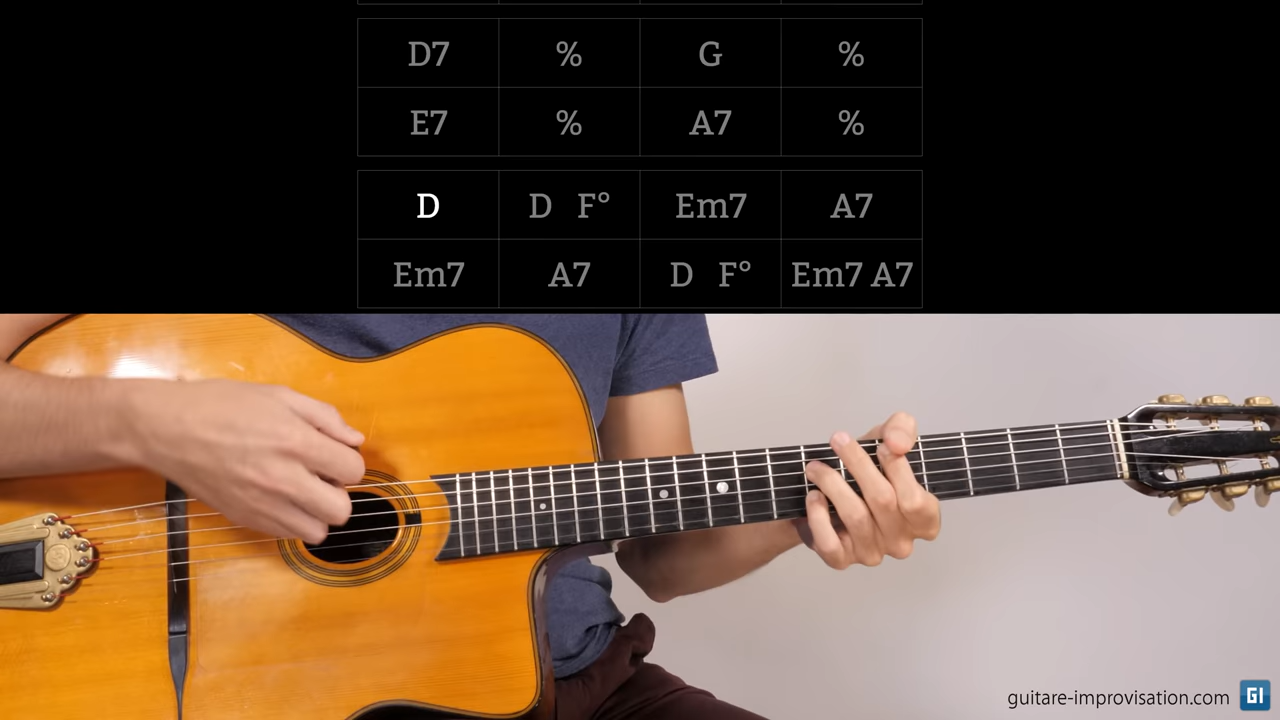 D7 % G %
E7 % A7 %
D D F° Em7 A7
Em7 A7 D F° Em7 A7
guitare-improvisation.com GI